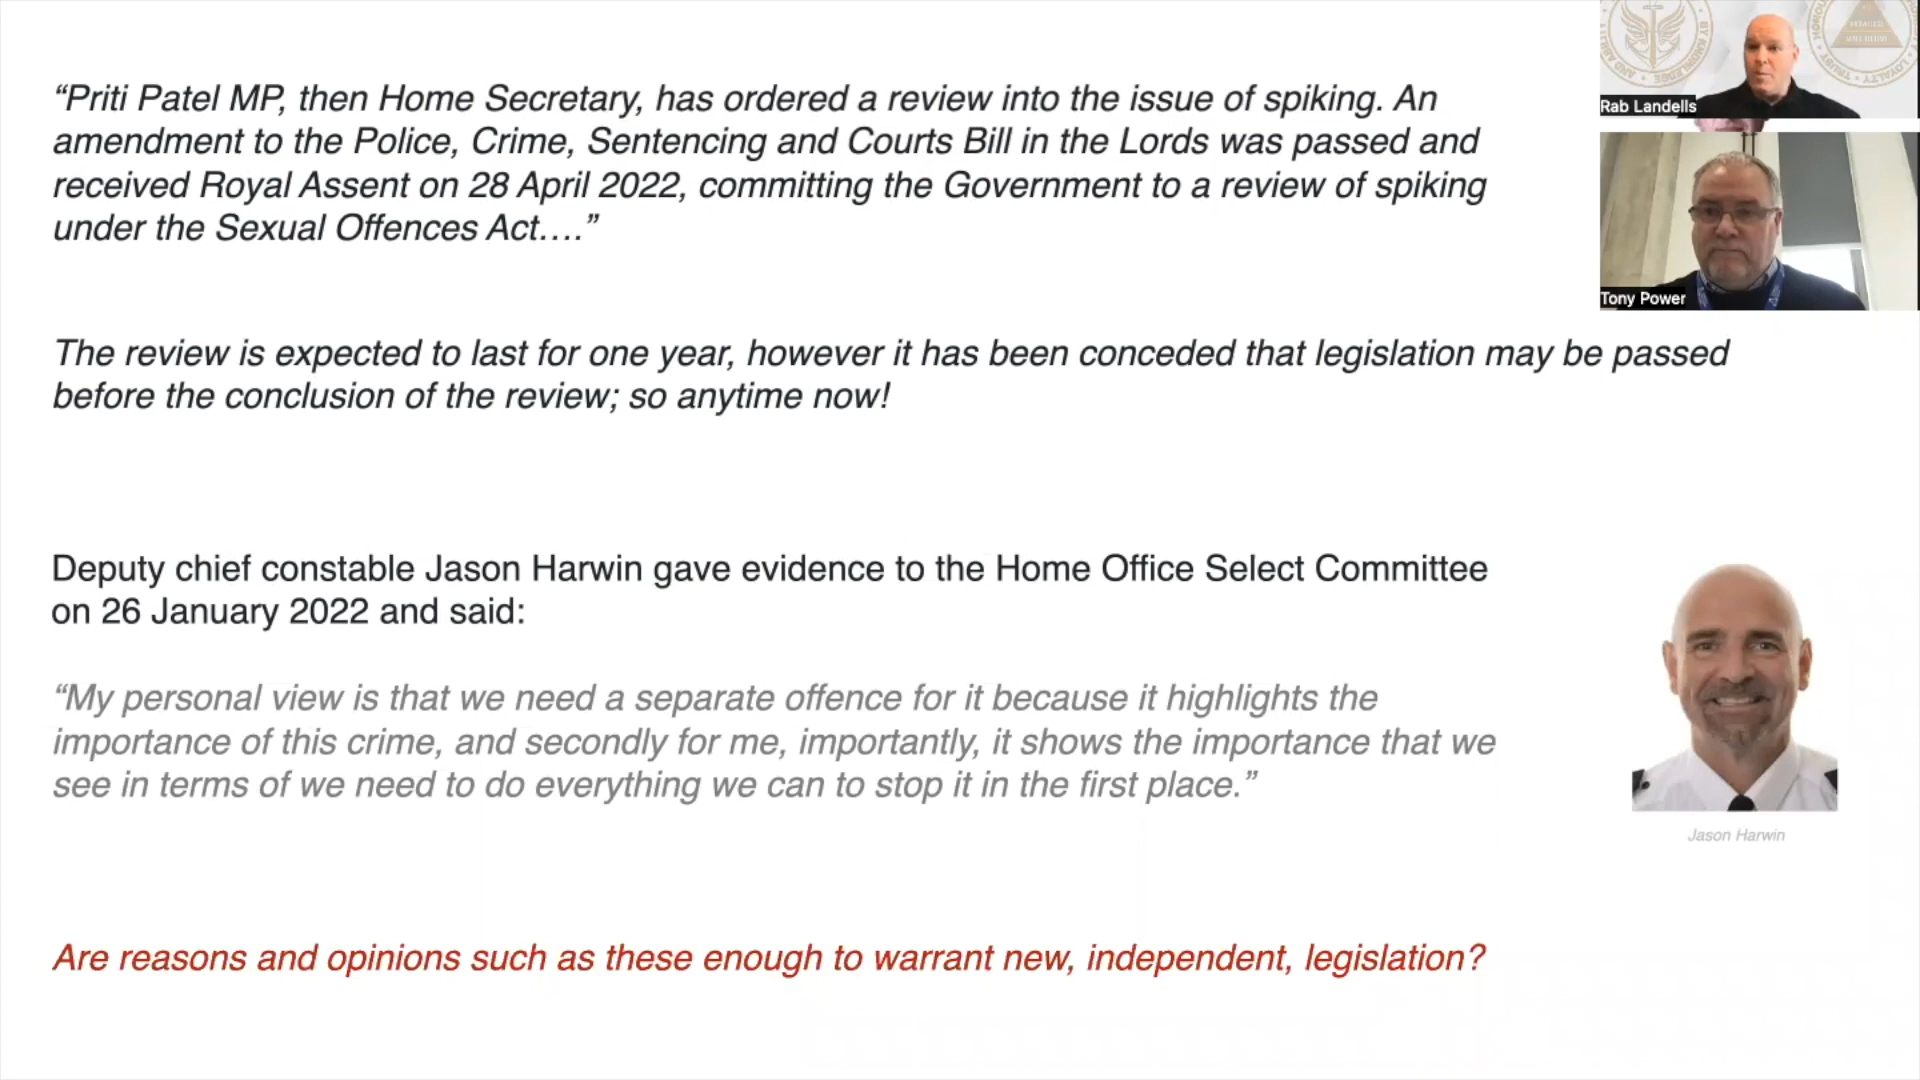 “Priti Patel MP, then Home Secretary, has ordered a review into the issue of spiking. An
amendment to the Police, Crime, Sentencing and Courts Bill in the Lords was passed and
received Royal Assent on 28 April 2022, committing the Government to a review of spiking
under the Sexual Offences Act….”
Rab Landells
Tony Power
The review is expected to last for one year, however it has been conceded that legislation may be passed
before the conclusion of the review; so anytime now!
Deputy chief constable Jason Harwin gave evidence to the Home Office Select Committee
on 26 January 2022 and said:
“My personal view is that we need a separate offence for it because it highlights the
importance of this crime, and secondly for me, importantly, it shows the importance that we
see in terms of we need to do everything we can to stop it in the first place.”
Jason Harwin
Are reasons and opinions such as these enough to warrant new, independent, legislation?